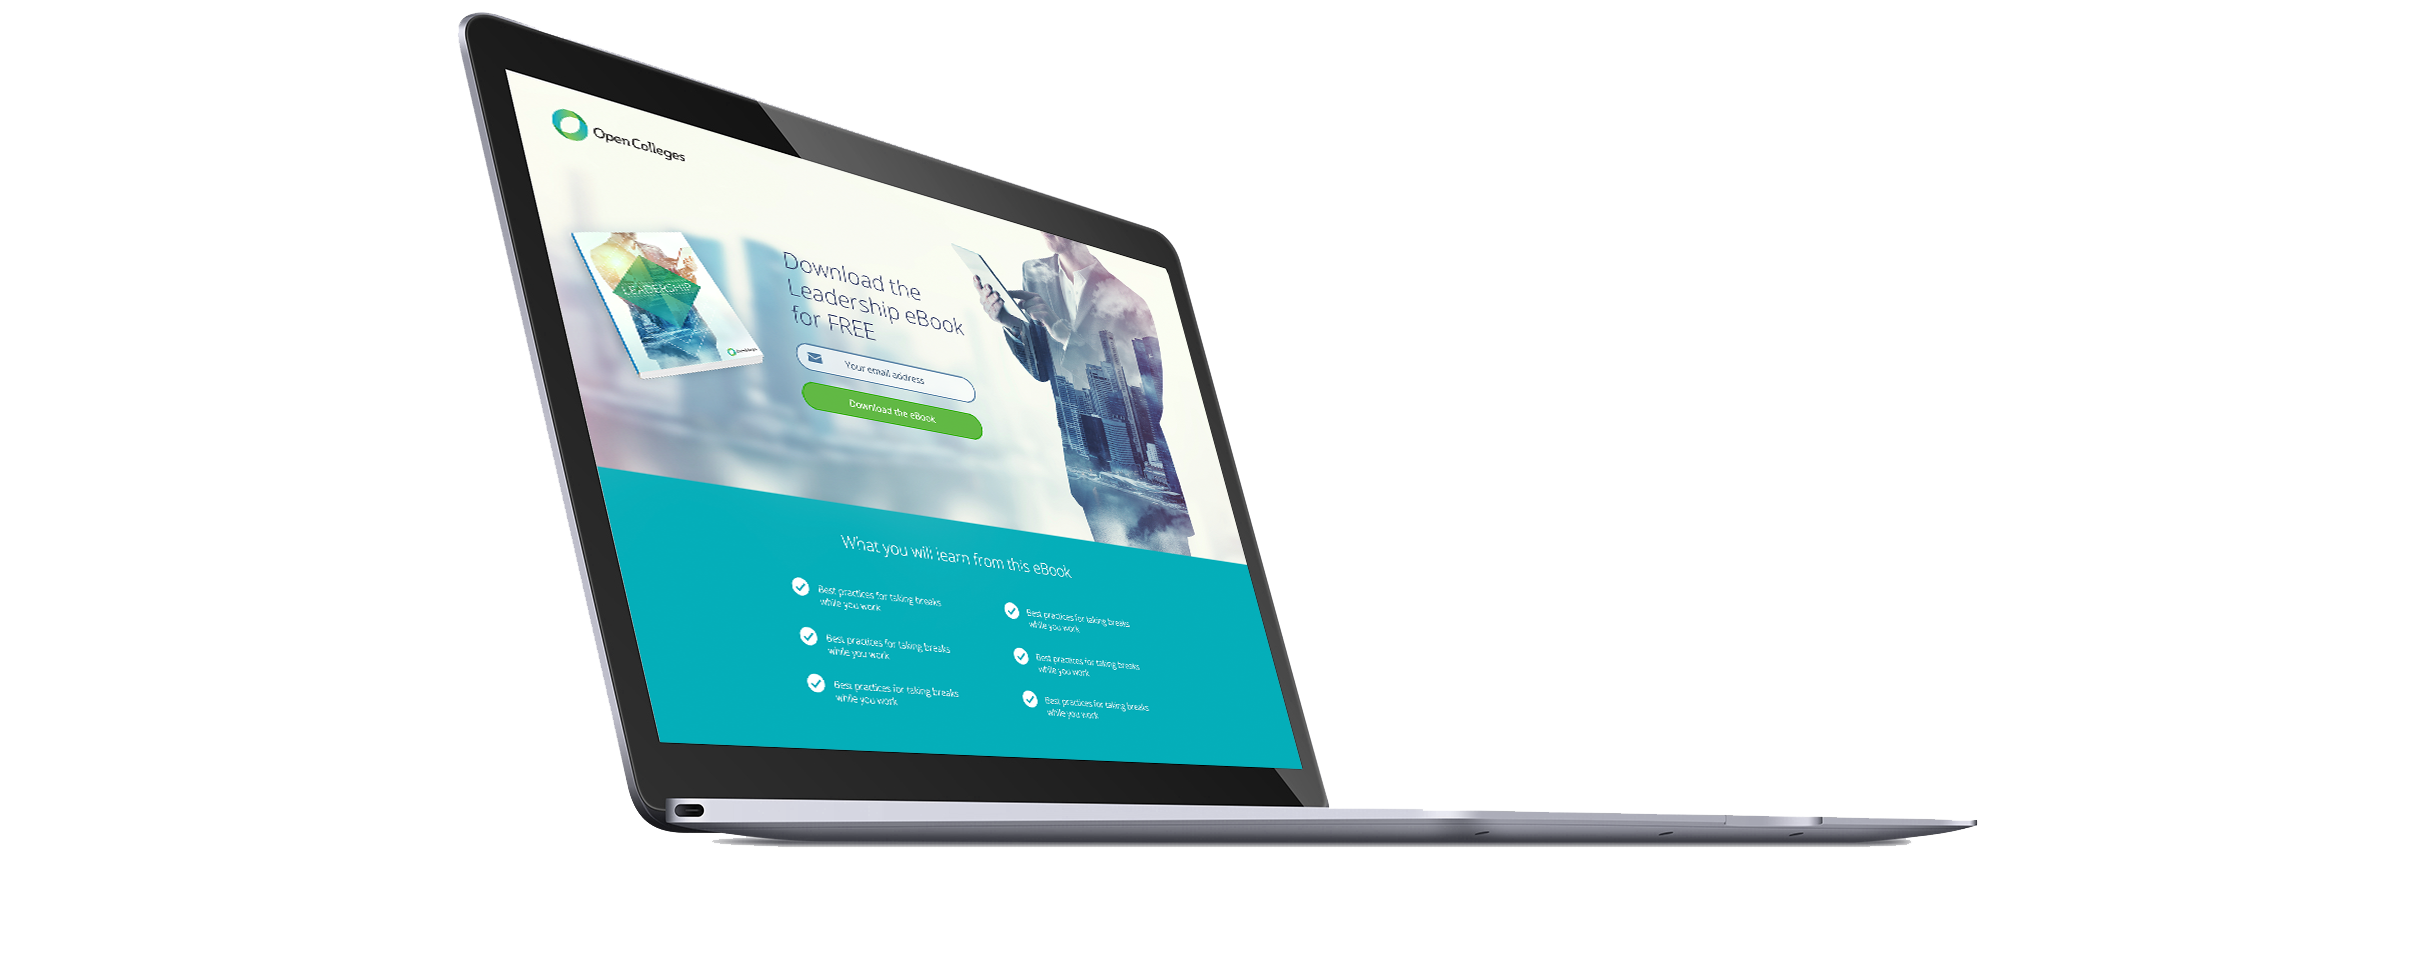 Open Colleges
LEADERSHIP
OpenColleges
Download the
Leadership eBook
for FREE
Your email address
Download the eBook
What you will learn from this eBook
Best practices for taking breaks
while you work
Best practices for taking breaks
while you work
Best practices for taking breaks
while you work
Best practices for taking breaks
while you work
Best practices for taking breaks
while you work
Best practices for taking breaks
while you work